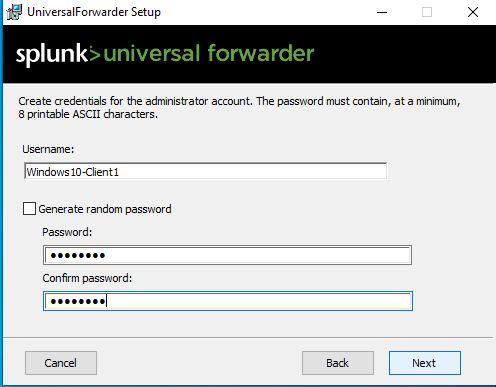 UniversalForwarder Setup
splunk> universal forwarder
Create credentials for the administrator account. The password must contain, at a minimum,
8 printable ASCII characters.
Username:
Windows10-Client1
Generate random password
Password:
●●●●●●●●
Confirm password:
●●●●●●●●
Cancel
Back
Next